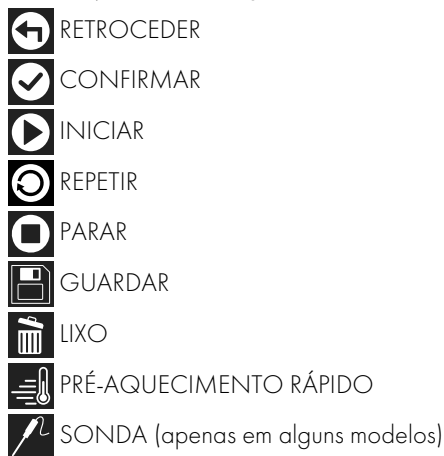 RETROCEDER
CONFIRMAR
INICIAR
REPETIR
PARAR
GUARDAR
LIXO
PRÉ-AQUECIMENTO RÁPIDO
SONDA (apenas em alguns modelos)